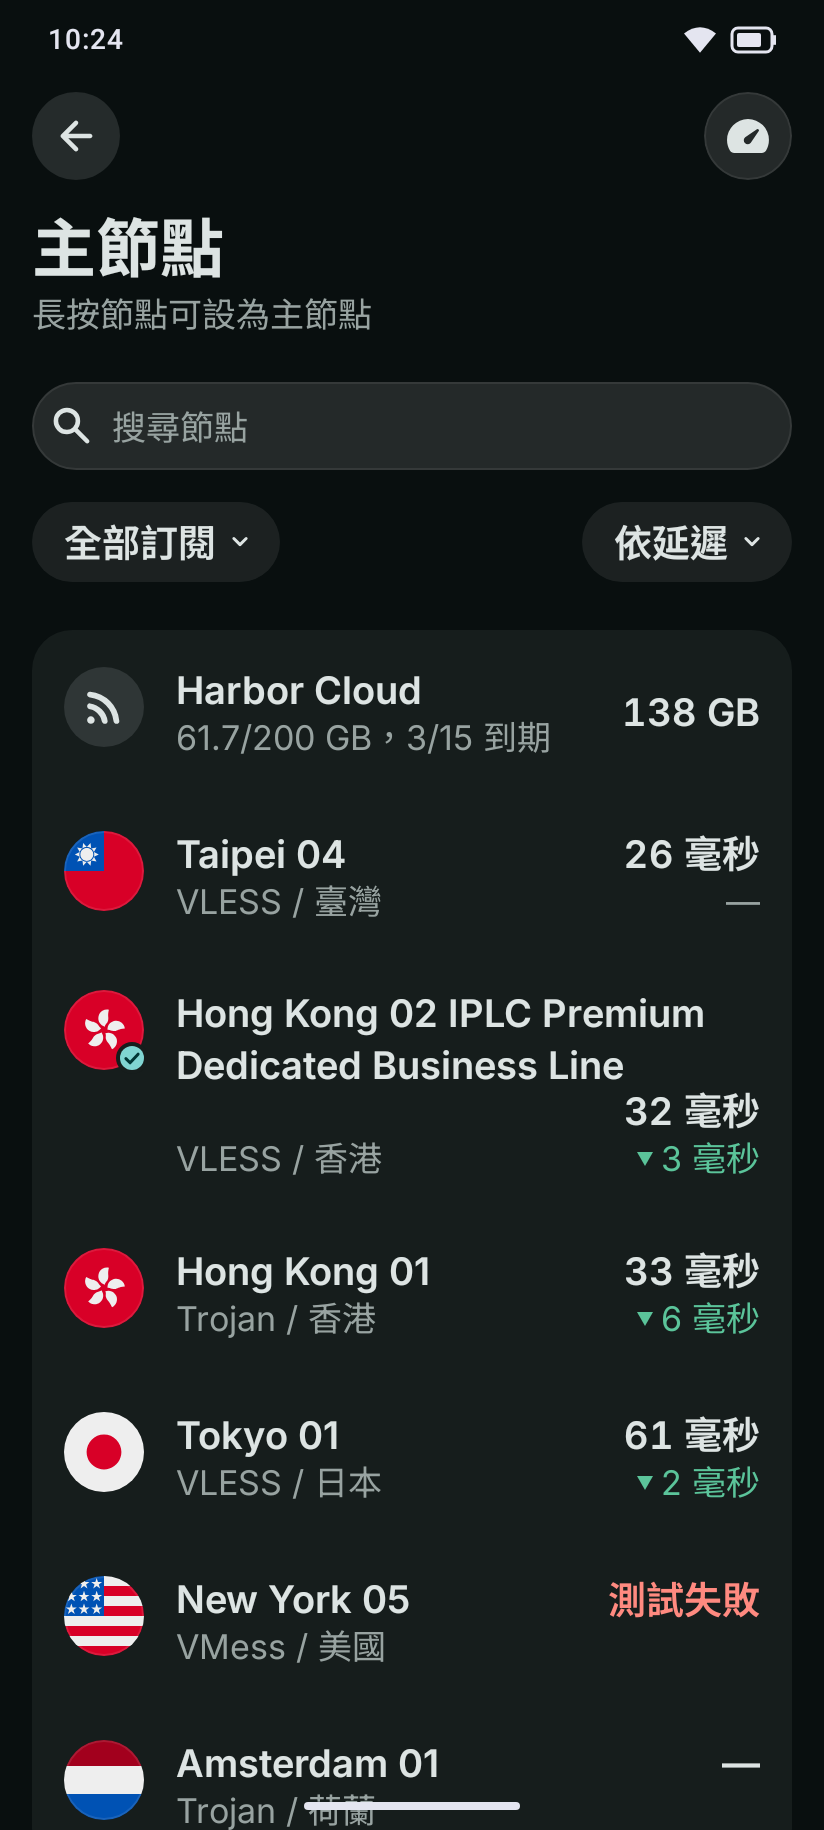 10:24
主節點
長按節點可設為主節點
搜尋節點
全部訂閱
依延遲
Harbor Cloud
138 GB
61.7/200 GB，3/15 到期
Taipei 04
26 毫秒
VLESS / 臺灣
—
Hong Kong 02 IPLC Premium
Dedicated Business Line
32 毫秒
VLESS / 香港
▼3 毫秒
Hong Kong 01
33 毫秒
Trojan / 香港
▼6 毫秒
Tokyo 01
61 毫秒
VLESS / 日本
▼2 毫秒
New York 05
測試失敗
VMess / 美國
Amsterdam 01
—
Trojan / 荷蘭